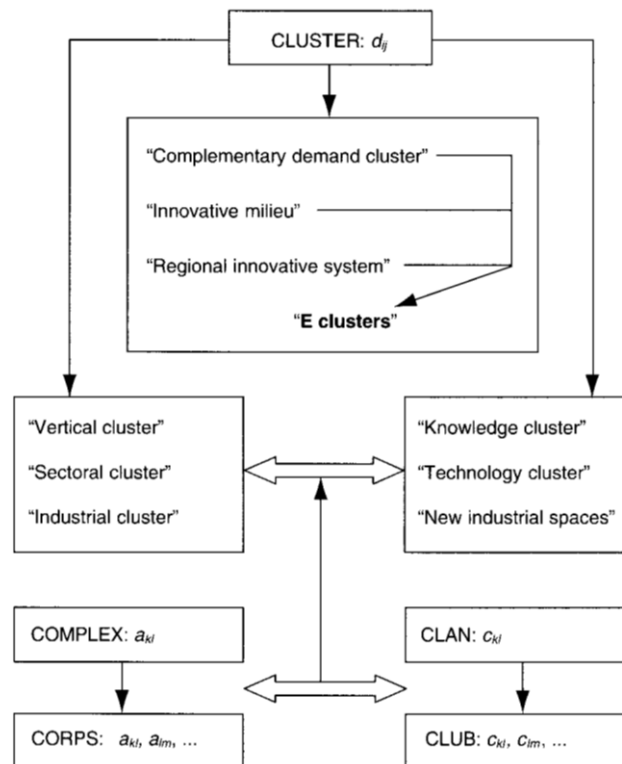 CLUSTER: dij
“Complementary demand cluster”
“Innovative milieu”
“Regional innovative system”
“E clusters”
“Vertical cluster”
“Sectoral cluster”
“Industrial cluster”
“Knowledge cluster”
“Technology cluster”
“New industrial spaces”
COMPLEX: akl
CLAN: ckl
CORPS: akl, alm, ...
CLUB: ckl, clm, ...